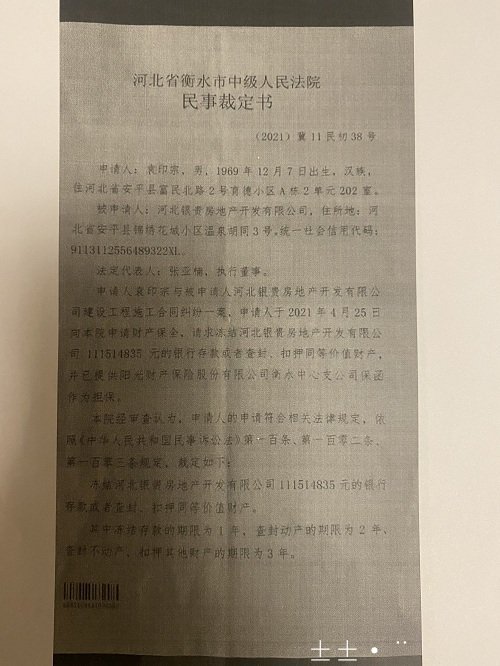 河北省衡水市中级人民法院
民事裁定书
（2021）冀11民初38号
申请人：袁印宗，男，1969年12月7日出生，汉族，
住河北省安平县富民北路2号育德小区A栋2单元202室。
被申请人：河北银贵房地产开发有限公司，住所地：河
北省安平县锦绣花城小区温泉胡同3号。统一社会信用代码：
9113112556489322XL。
法定代表人：张亚楠，执行董事。
申请人袁印宗与被申请人河北银贵房地产开发有限公
司建设工程施工合同纠纷一案，申请人于2021年4月25日
向本院申请财产保全，请求冻结河北银贵房地产开发有限公
司111514835元的银行存款或者查封、扣押同等价值财产，
并已提供阳光财产保险股份有限公司衡水中心支公司保函
作为担保。
本院经审查认为，申请人的申请符合相关法律规定，依
照《中华人民共和国民事诉讼法》第一百条、第一百零二条、
第一百零三条规定，裁定如下：
冻结河北银贵房地产开发有限公司111514835元的银行
存款或者查封、扣押同等价值财产。
其中冻结存款的期限为1年，查封动产的期限为2年，
查封不动产、扣押其他财产的期限为3年。